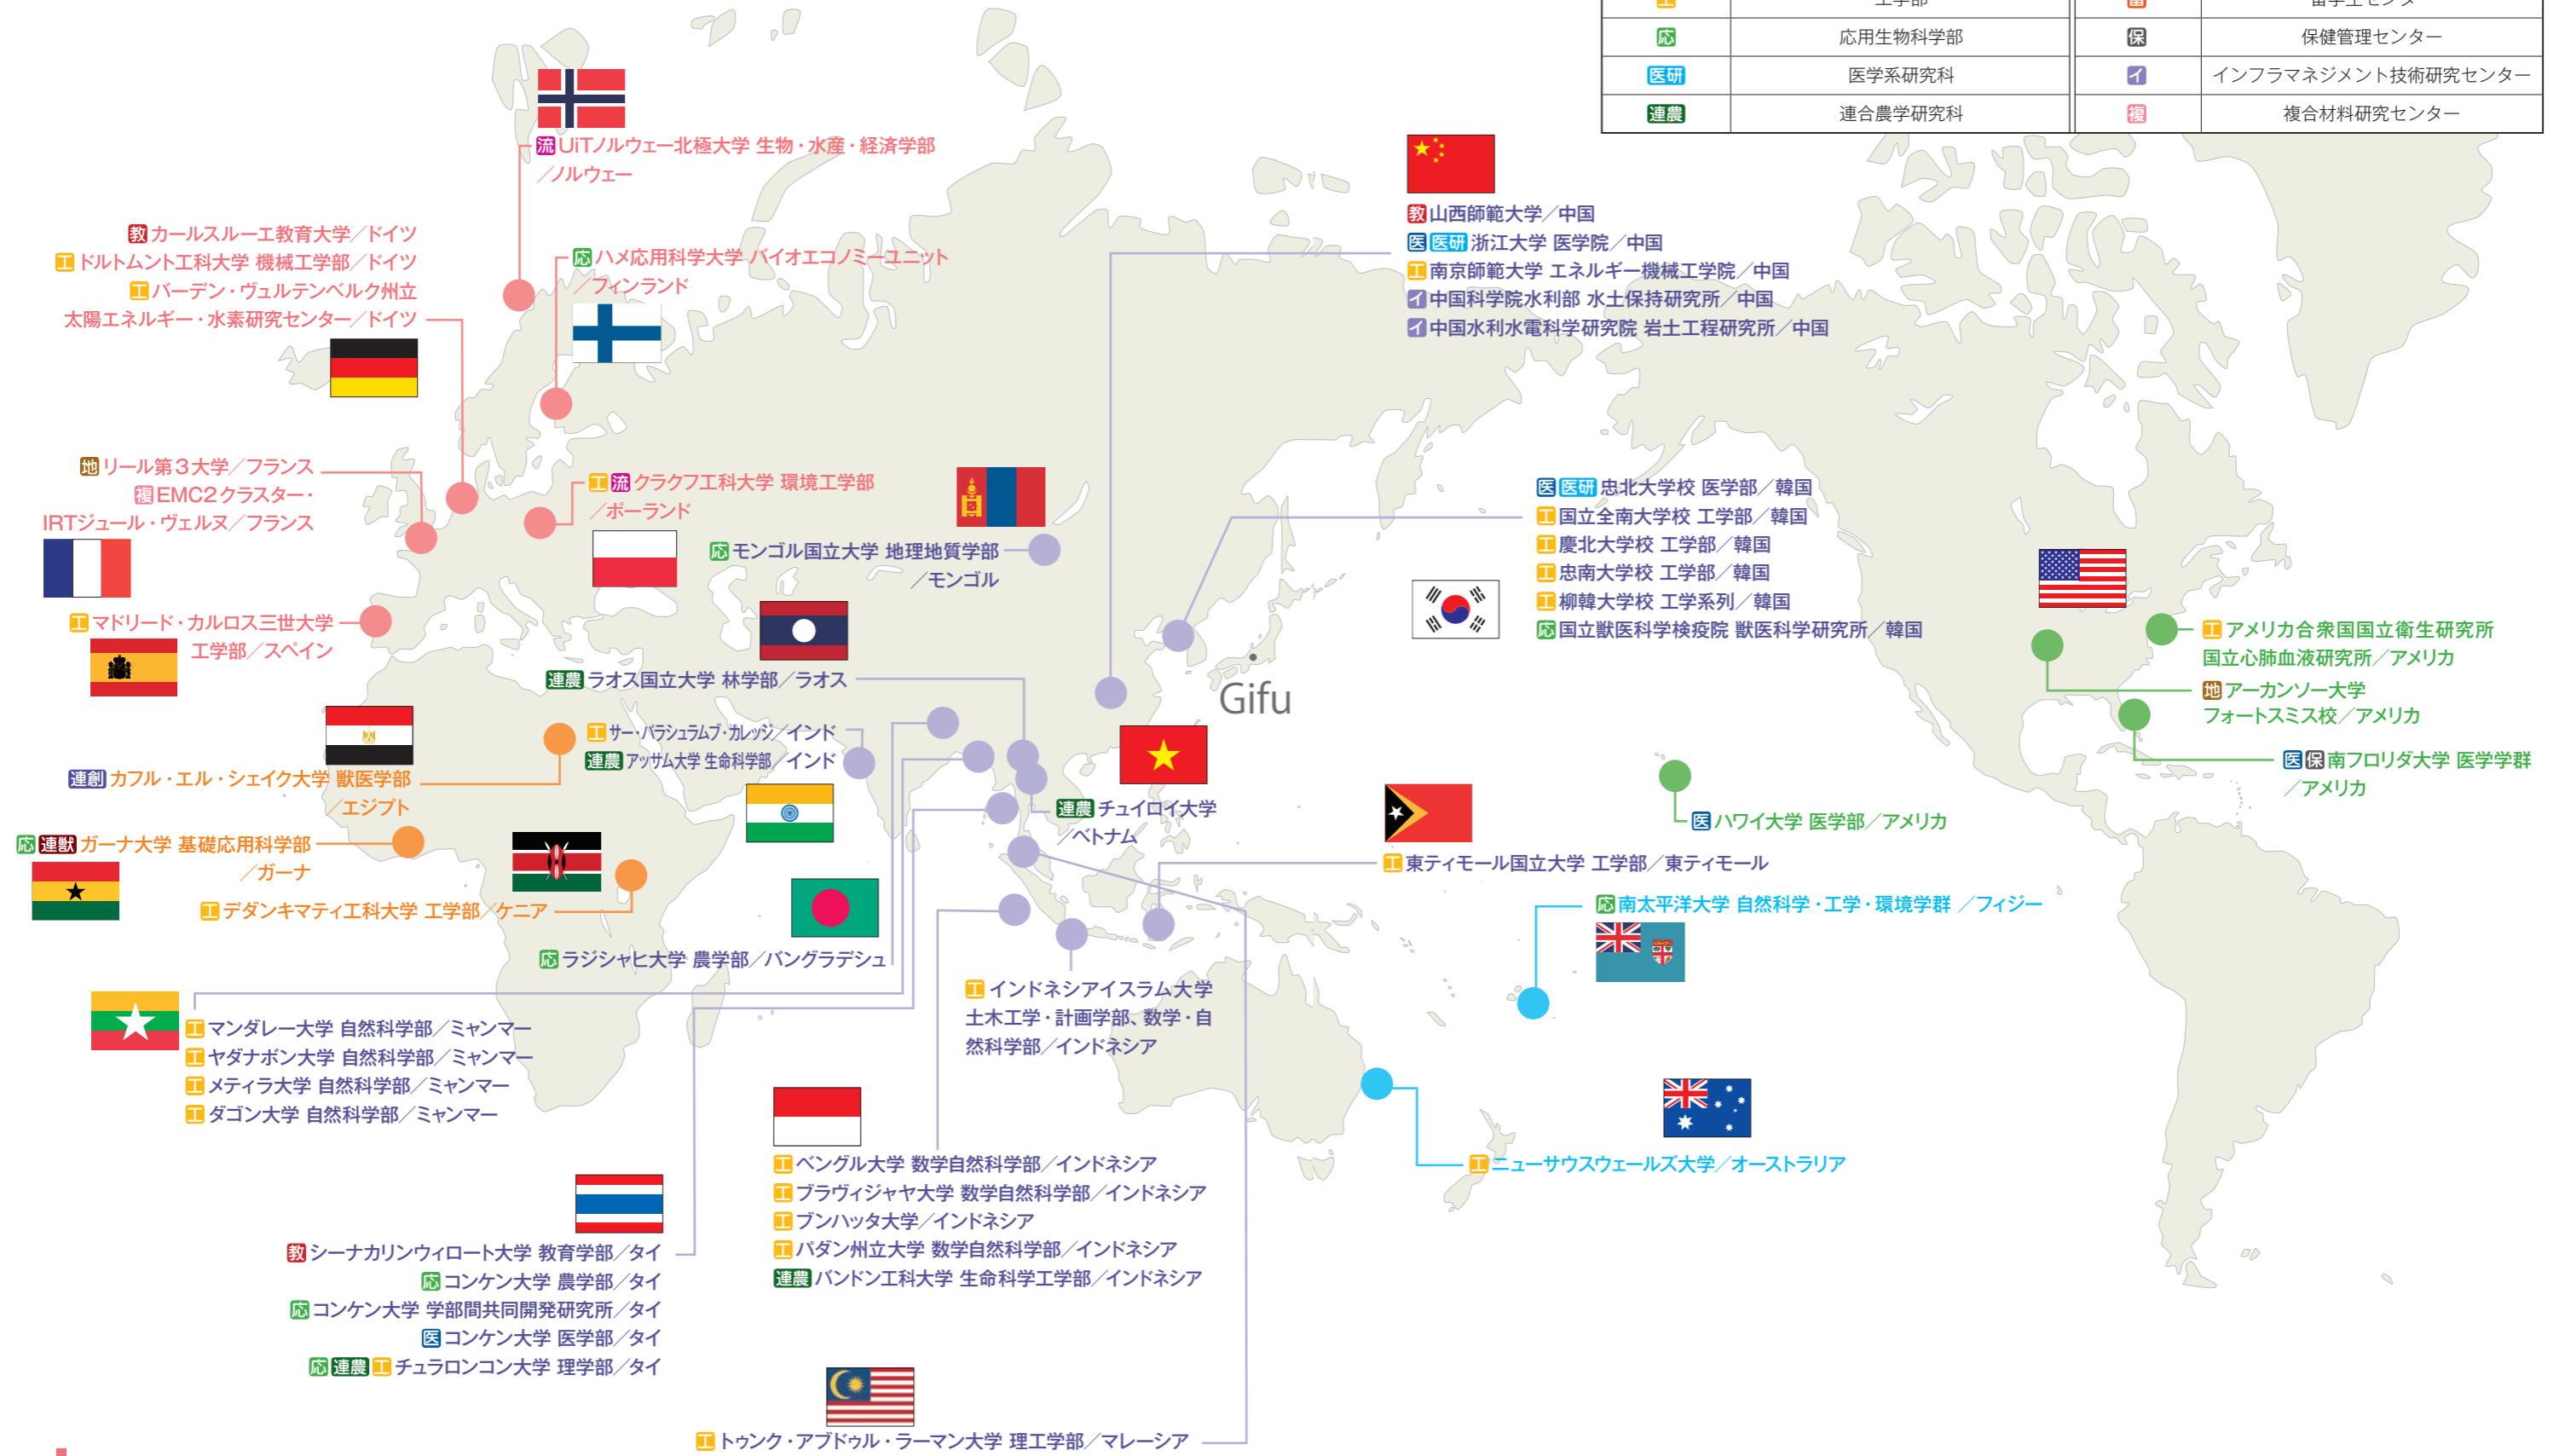 工 工学部 留 留学生センター
応 応用生物科学部 保 保健管理センター
医研 医学系研究科 イ インフラマネジメント技術研究センター
連農 連合農学研究科 複 複合材料研究センター
流 UiTノルウェー北極大学 生物・水産・経済学部
／ノルウェー
教 カールスルーエ教育大学／ドイツ
工 ドルトムント工科大学 機械工学部／ドイツ
工 バーデン・ヴュルテンベルク州立
太陽エネルギー・水素研究センター／ドイツ
応 ハメ応用科学大学 バイオエコノミーユニット
／フィンランド
教 山西師範大学／中国
医 医研 浙江大学 医学院／中国
工 南京師範大学 エネルギー機械工学院／中国
イ 中国科学院水利部 水土保持研究所／中国
イ 中国水利水電科学研究院 岩土工程研究所／中国
地 リール第3大学／フランス
複 EMC2クラスター・
IRTジュール・ヴェルヌ／フランス
工 流 クラクフ工科大学 環境工学部
／ポーランド
応 モンゴル国立大学 地理地質学部
／モンゴル
医 医研 忠北大学校 医学部／韓国
工 国立全南大学校 工学部／韓国
工 慶北大学校 工学部／韓国
工 忠南大学校 工学部／韓国
工 柳韓大学校 工学系列／韓国
応 国立獣医科学検疫院 獣医科学研究所／韓国
工 マドリード・カルロス三世大学
工学部／スペイン
連農 ラオス国立大学 林学部／ラオス
Gifu
工 アメリカ合衆国国立衛生研究所
国立心肺血液研究所／アメリカ
地 アーカンソー大学
フォートスミス校／アメリカ
医 保 南フロリダ大学 医学学群
／アメリカ
工 サー・パラシュラムブ・カレッジ／インド
連農 アッサム大学 生命科学部／インド
連創 カフル・エル・シェイク大学 獣医学部
／エジプト
連農 チュイロイ大学
／ベトナム
医 ハワイ大学 医学部／アメリカ
応 連獣 ガーナ大学 基礎応用科学部
／ガーナ
工 東ティモール国立大学 工学部／東ティモール
工 デダンキマティ工科大学 工学部／ケニア
応 南太平洋大学 自然科学・工学・環境学群 ／フィジー
応 ラジシャヒ大学 農学部／バングラデシュ
工 インドネシアイスラム大学
土木工学・計画学部、数学・自
然科学部／インドネシア
工 マンダレー大学 自然科学部／ミャンマー
工 ヤダナボン大学 自然科学部／ミャンマー
工 メティラ大学 自然科学部／ミャンマー
工 ダゴン大学 自然科学部／ミャンマー
工 ベングル大学 数学自然科学部／インドネシア
工 ブラヴィジャヤ大学 数学自然科学部／インドネシア
工 ブンハッタ大学／インドネシア
工 パダン州立大学 数学自然科学部／インドネシア
連農 バンドン工科大学 生命科学工学部／インドネシア
工 ニューサウスウェールズ大学／オーストラリア
教 シーナカリンウィロート大学 教育学部／タイ
応 コンケン大学 農学部／タイ
応 コンケン大学 学部間共同開発研究所／タイ
医 コンケン大学 医学部／タイ
応 連農 工 チュラロンコン大学 理学部／タイ
工 トゥンク・アブドゥル・ラーマン大学 理工学部／マレーシア